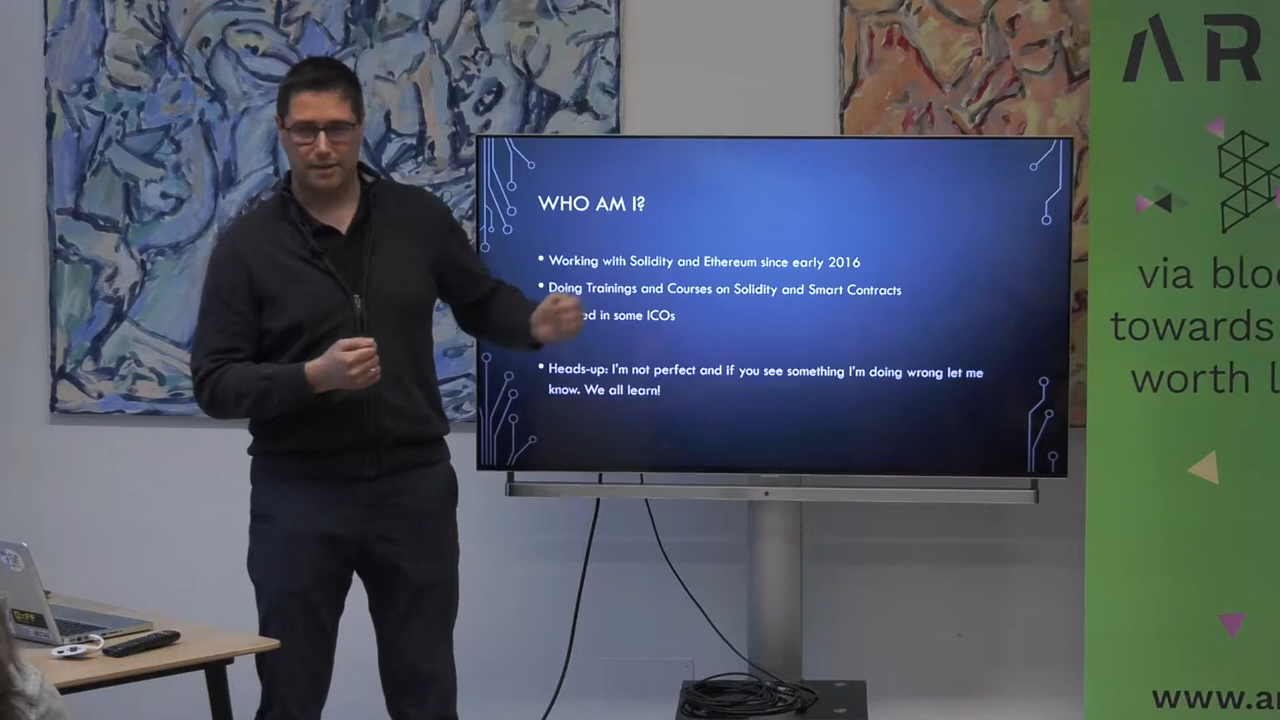 WHO AM I?
• Working with Solidity and Ethereum since early 2016
• Doing Trainings and Courses on Solidity and Smart Contracts
ed in some ICOs
• Heads-up: I'm not perfect and if you see something I'm doing wrong let me
know. We all learn!
AR
via blo
towards
worth l
www.a